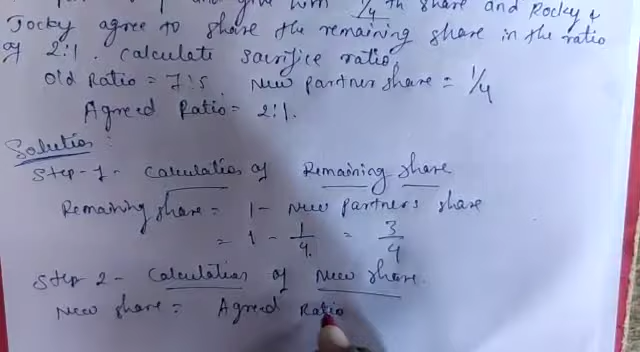 and give him 1/4 th share and Rocky &
Jocky agree to share the remaining share in the ratio
of 2:1. Calculate sacrifice ratio.
Old Ratio = 7:5. New partner share = 1/4
Agreed Ratio = 2:1.
Solution:
Step-1- Calculation of Remaining share
Remaining share = 1 - New partners share
= 1 - 1/4. = 3/4
Step 2 - Calculation of New share.
New share = Agreed Ratio